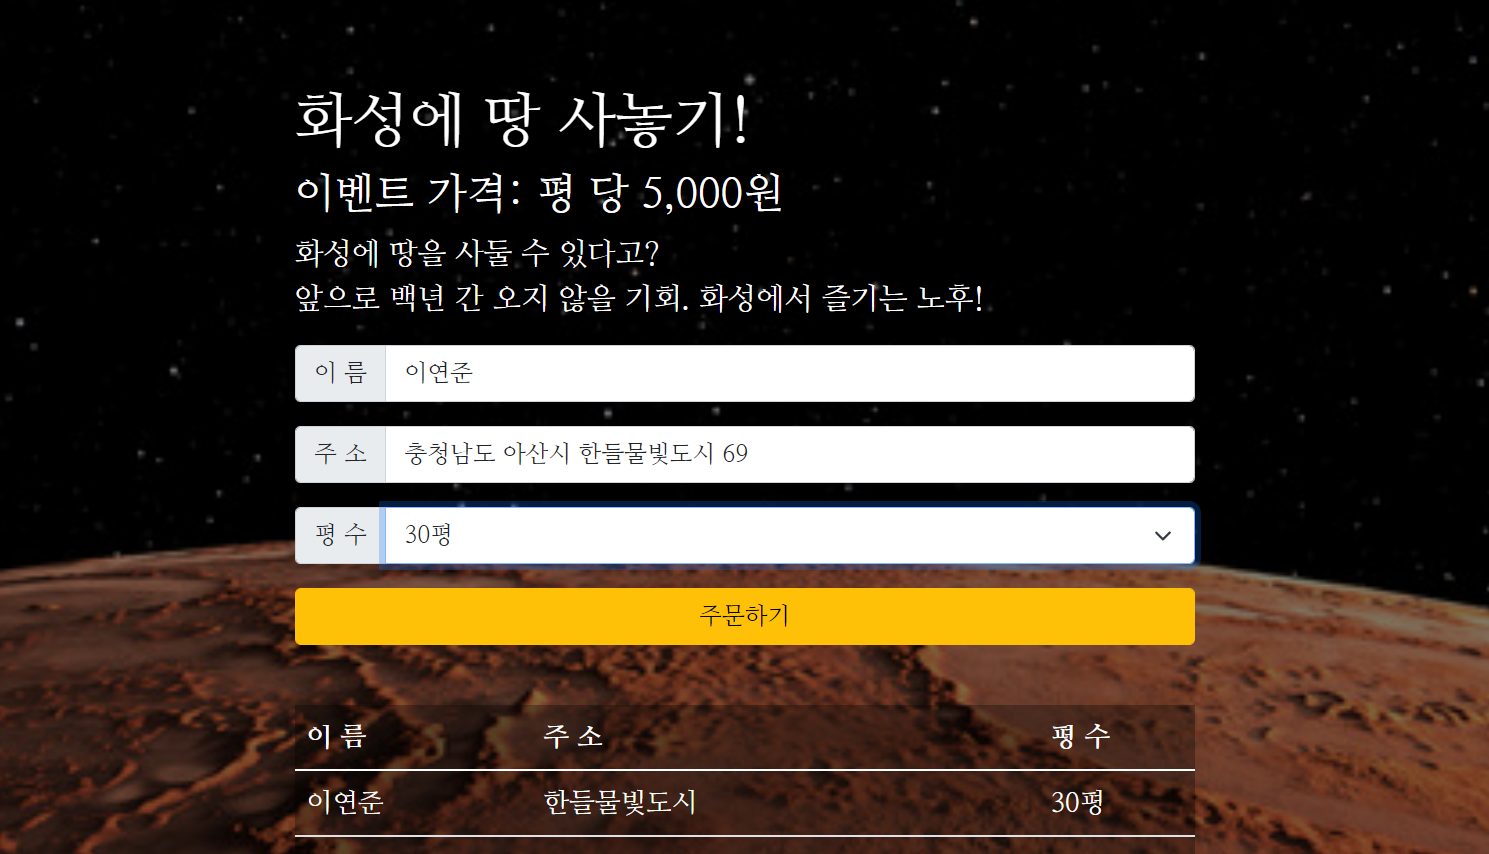 화성에 땅 사놓기!
이벤트 가격: 평 당 5,000원
화성에 땅을 사둘 수 있다고?
앞으로 백년 간 오지 않을 기회. 화성에서 즐기는 노후!
이 름 이연준
주 소 충청남도 아산시 한들물빛도시 69
평 수 30평
주문하기
이 름 주 소 평 수
이연준 한들물빛도시 30평